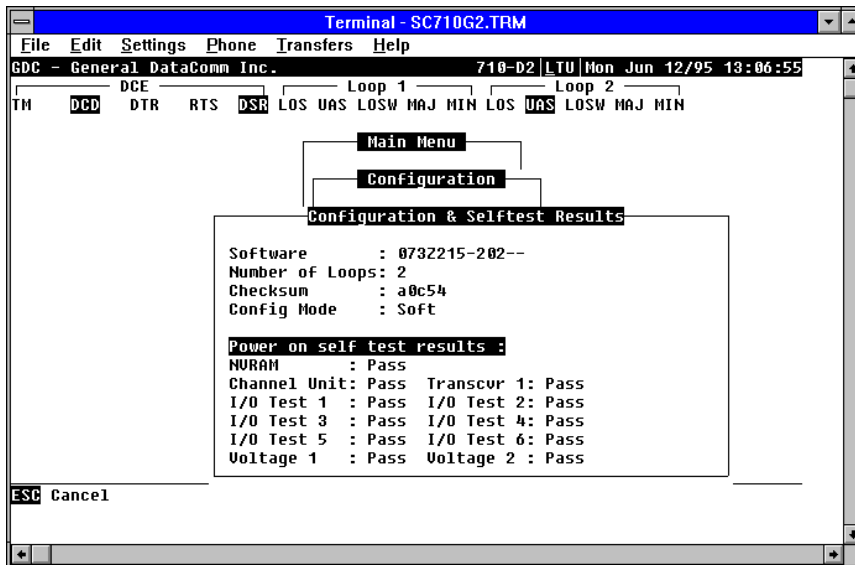 Terminal - SC710G2.TRM
File Edit Settings Phone Transfers Help
GDC - General DataComm Inc. 710-D2|LTU|Mon Jun 12/95 13:06:55
DCE Loop 1 Loop 2
TM DCD DTR RTS DSR LOS UAS LOSW MAJ MIN LOS UAS LOSW MAJ MIN
Main Menu
Configuration
Configuration & Selftest Results
Software : 073Z215-202--
Number of Loops: 2
Checksum : a0c54
Config Mode : Soft
Power on self test results :
NVRAM : Pass
Channel Unit: Pass Transcvr 1: Pass
I/O Test 1 : Pass I/O Test 2: Pass
I/O Test 3 : Pass I/O Test 4: Pass
I/O Test 5 : Pass I/O Test 6: Pass
Voltage 1 : Pass Voltage 2 : Pass
ESC Cancel